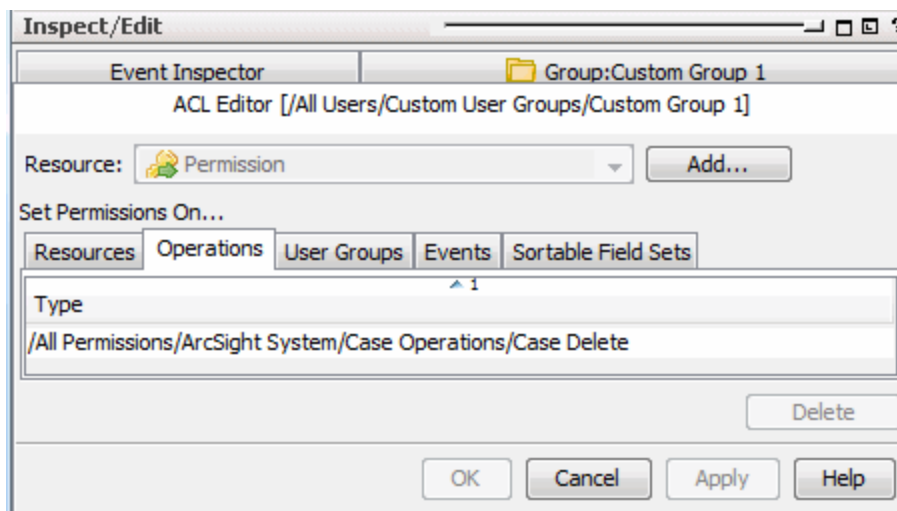 Inspect/Edit
Event Inspector Group:Custom Group 1
ACL Editor [/All Users/Custom User Groups/Custom Group 1]
Resource: Permission Add...
Set Permissions On...
Resources Operations User Groups Events Sortable Field Sets
1
Type
/All Permissions/ArcSight System/Case Operations/Case Delete
Delete
OK Cancel Apply Help